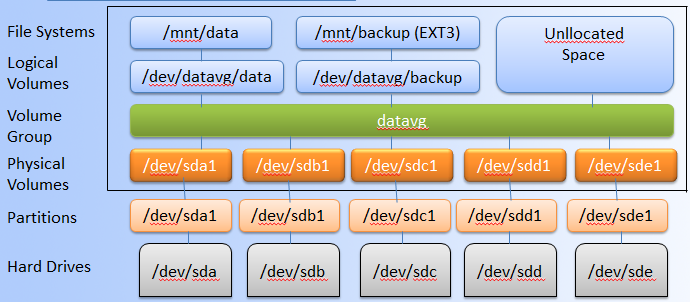 File Systems
/mnt/data
/mnt/backup (EXT3)
Unllocated
Space
Logical
Volumes
/dev/datavg/data
/dev/datavg/backup
Volume
Group
datavg
Physical
Volumes
/dev/sda1
/dev/sdb1
/dev/sdc1
/dev/sdd1
/dev/sde1
Partitions
/dev/sda1
/dev/sdb1
/dev/sdc1
/dev/sdd1
/dev/sde1
Hard Drives
/dev/sda
/dev/sdb
/dev/sdc
/dev/sdd
/dev/sde